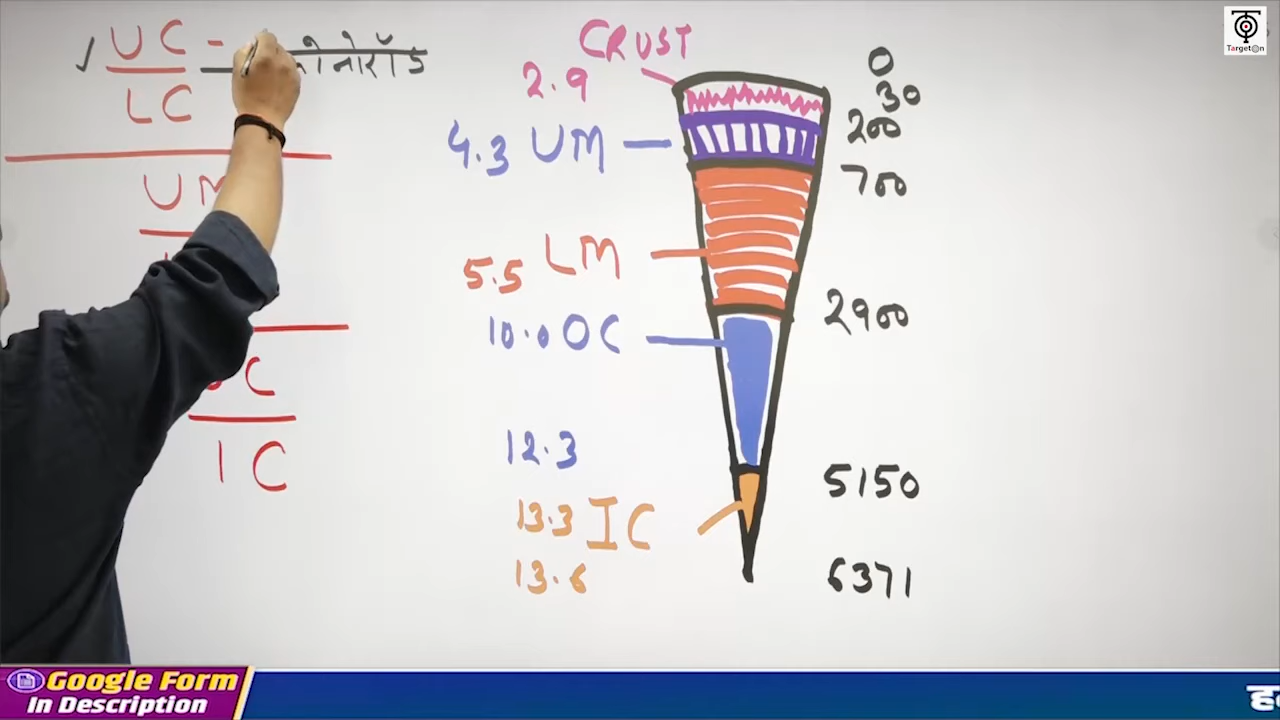 UC -
LC
UM
OC
IC
CRUST
2.9
4.3 UM
LM
5.5
10.0 OC
12.3
13.3 IC
13.6
0
30
200
700
2900
5150
6371
TargetOn
Google Form
In Description